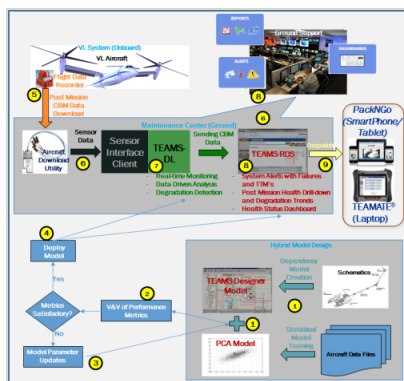 REPORTS
Ground Support
DASHBOARDS
ALERTS
VL System (Onboard)
VL Aircraft
Flight Data
Recorder
5
Post Mission
CBM Data
Download
8
6
Maintenance Center (Ground)
Aircraft
Download
Utility
Sensor
Data
6
Sensor
Interface
Client
TEAMS-
DL
7
Sending CBM
Data
TEAMS-RDS
8
Dispatch
9
PackNGo
(SmartPhone/
Tablet)
TEAMATE®
(Laptop)
- Real-Time Monitoring
- Data Driven Analysis
- Degradation Detection
- System Alerts with Failures
and TTM's
- Post Mission Health Drill-down
and Degradation Trends
- Health Status Dashboard
4
Deploy
Model
Yes
Metrics
Satisfactory?
No
Model Parameter
Updates
3
2
V&V of Performance
Metrics
Hybrid Model Design
TEAMS Designer
Model
Dependency
Model
Creation
Schematics
1
1
PCA Model
Statistical
Model
Training
Aircraft Data Files